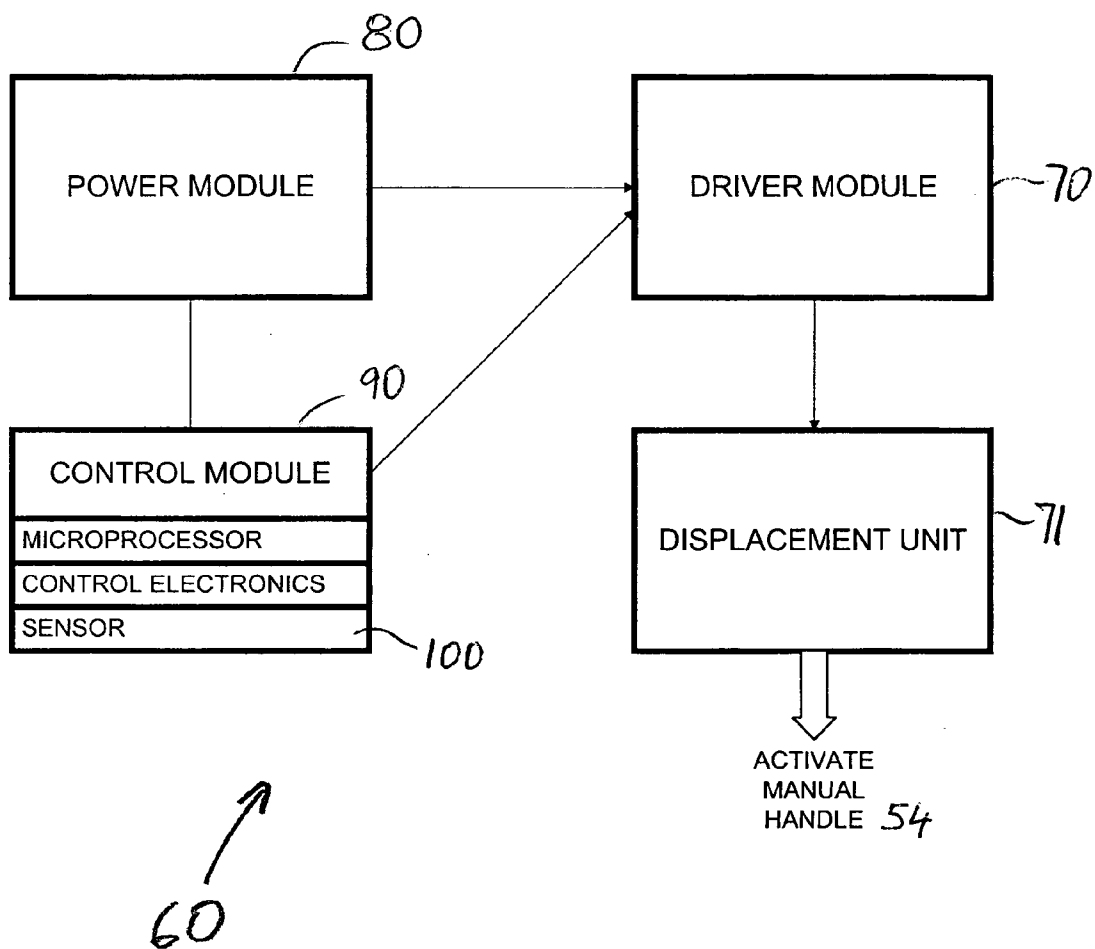 80
POWER MODULE
DRIVER MODULE
70
90
CONTROL MODULE
MICROPROCESSOR
CONTROL ELECTRONICS
SENSOR
100
DISPLACEMENT UNIT
71
ACTIVATE
MANUAL
HANDLE 54
60